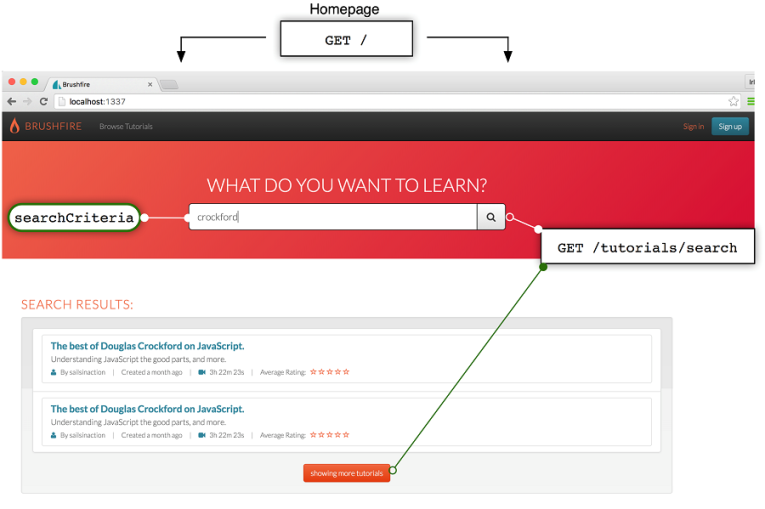 Homepage
GET /
Brushfire
localhost:1337
BRUSHFIRE Browse Tutorials Sign in Sign up
WHAT DO YOU WANT TO LEARN?
searchCriteria
crockford
GET /tutorials/search
SEARCH RESULTS:
The best of Douglas Crockford on JavaScript.
Understanding JavaScript the good parts, and more.
By sailsinaction | Created a month ago | 3h 22m 23s | Average Rating:
The best of Douglas Crockford on JavaScript.
Understanding JavaScript the good parts, and more.
By sailsinaction | Created a month ago | 3h 22m 23s | Average Rating:
showing more tutorials